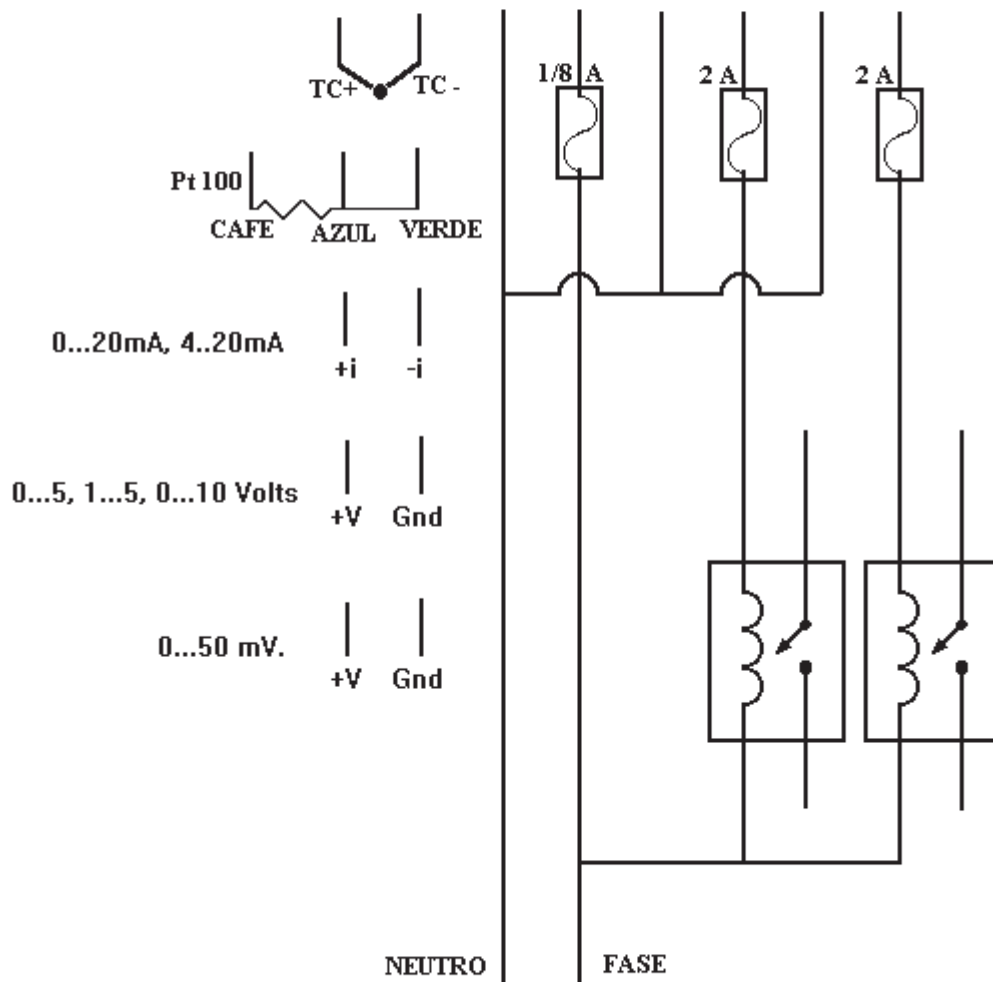 1/8 A
2 A
2 A
TC+
TC -
Pt 100
CAFE
AZUL
VERDE
0...20mA, 4..20mA
+i
-i
0...5, 1...5, 0...10 Volts
+V
Gnd
0...50 mV.
+V
Gnd
NEUTRO
FASE